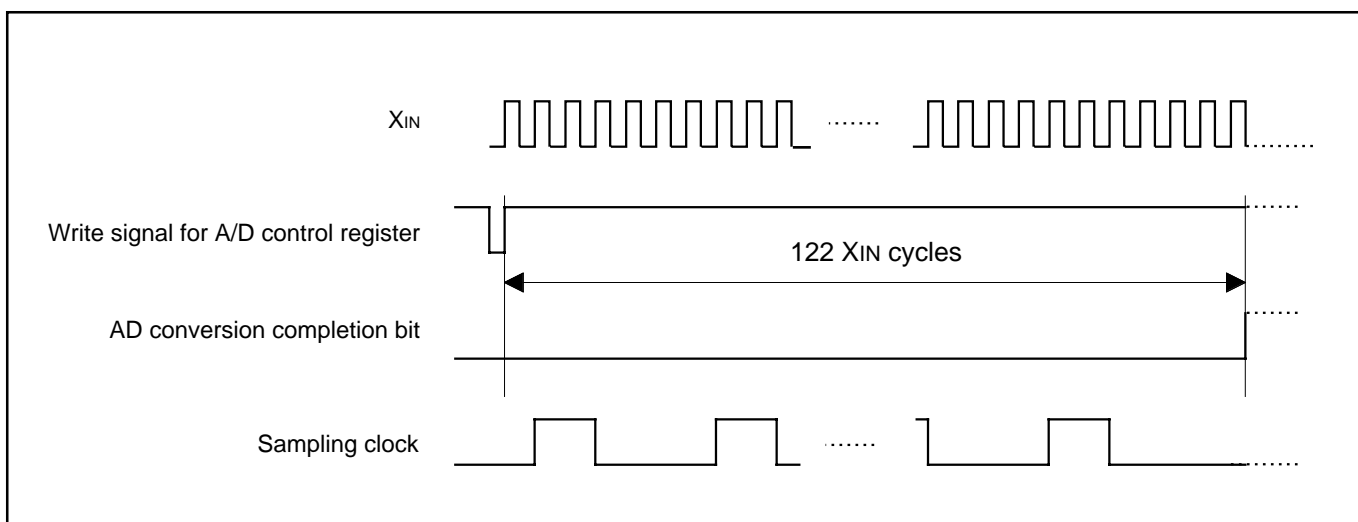 XIN
Write signal for A/D control register
122 XIN cycles
AD conversion completion bit
Sampling clock